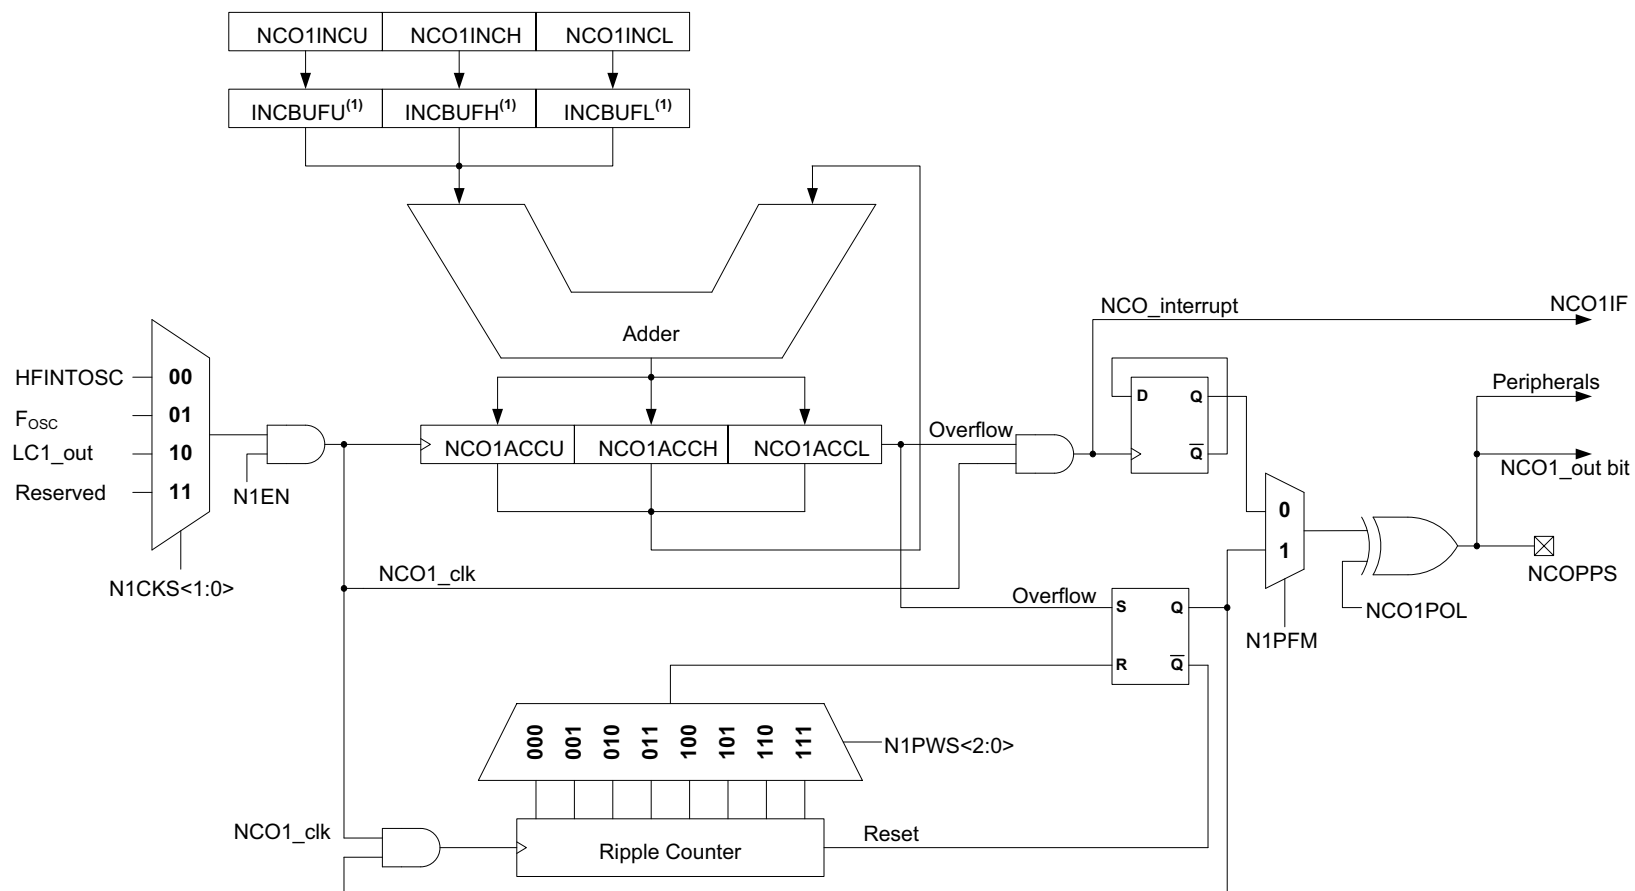 NCO1INCU NCO1INCH NCO1INCL
INCBUFU(1) INCBUFH(1) INCBUFL(1)
Adder
NCO_interrupt
NCO1IF
HFINTOSC 00
FOSC 01
LC1_out 10
Reserved 11
N1CKS<1:0>
N1EN
NCO1ACCU NCO1ACCH NCO1ACCL
Overflow
D Q
Q
Peripherals
NCO1_out bit
0
1
N1PFM
NCO1POL
NCOPPS
NCO1_clk
Overflow
S Q
R Q
000 001 010 011 100 101 110 111
N1PWS<2:0>
NCO1_clk
Ripple Counter
Reset